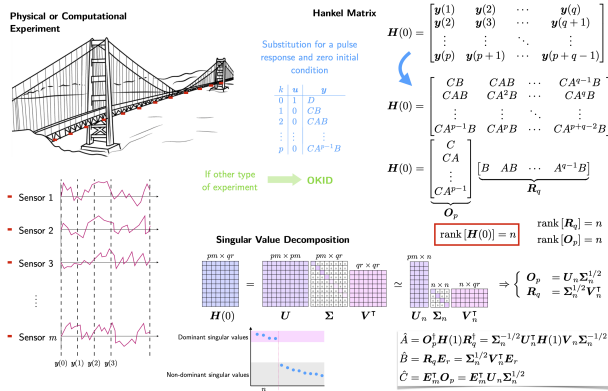 Physical or Computational
Experiment
Hankel Matrix
Substitution for a pulse
response and zero initial
condition
k u y
0 1 D
1 0 CB
2 0 CAB
⋮ ⋮ ⋮
p 0 CA^{p-1}B
If other type
of experiment
OKID
H(0) = [ y(1) y(2) ⋯ y(q)
y(2) y(3) ⋯ y(q+1)
⋮ ⋮ ⋱ ⋮
y(p) y(p+1) ⋯ y(p+q-1) ]
H(0) = [ CB CAB ⋯ CA^{q-1}B
CAB CA^2B ⋯ CA^qB
⋮ ⋮ ⋱ ⋮
CA^{p-1}B CA^pB ⋯ CA^{p+q-2}B ]
H(0) = [ C
CA
⋮
CA^{p-1} ] [ B AB ⋯ A^{q-1}B ]
O_p R_q
rank [H(0)] = n
rank [R_q] = n
rank [O_p] = n
Sensor 1
Sensor 2
Sensor 3
⋮
Sensor m
y(0) y(1) y(2) y(3)
Singular Value Decomposition
pm × qr pm × pm pm × qr qr × qr pm × n n × n n × qr
H(0) = U Σ V^⊤ ≃ U_n Σ_n V_n^⊤
⇒ { O_p = U_n Σ_n^{1/2}
R_q = Σ_n^{1/2} V_n^⊤
Dominant singular values
Non-dominant singular values
n
Â = O_p^† H(1) R_q^† = Σ_n^{-1/2} U_n^⊤ H(1) V_n Σ_n^{-1/2}
B̂ = R_q E_r = Σ_n^{1/2} V_n^⊤ E_r
Ĉ = E_m^⊤ O_p = E_m^⊤ U_n Σ_n^{1/2}